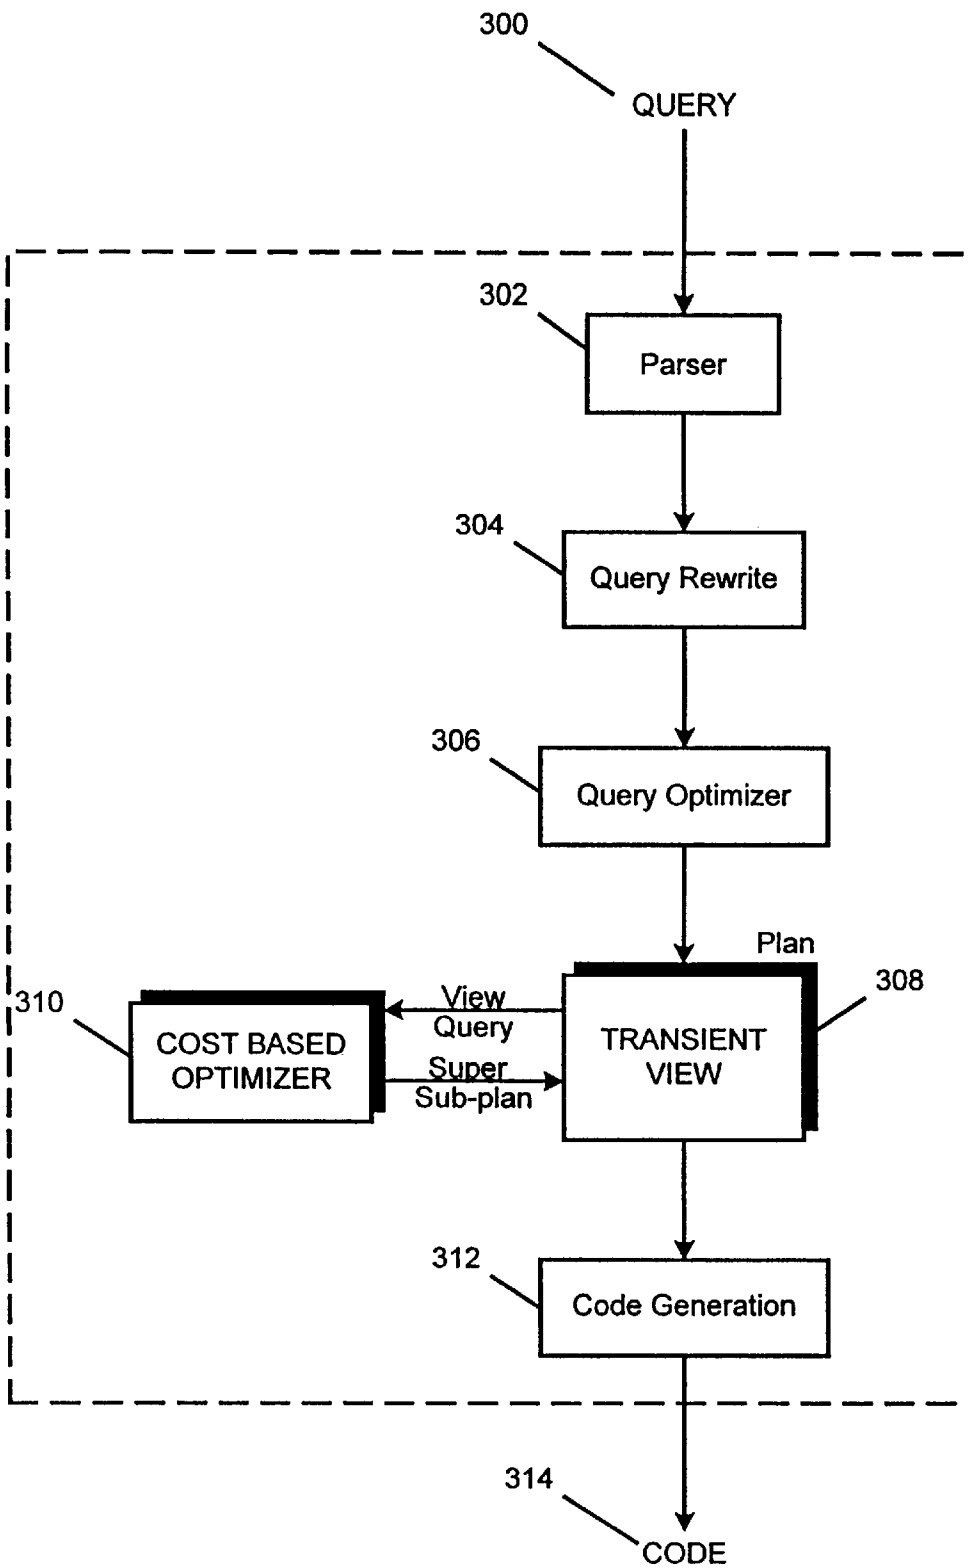 300
QUERY
302
Parser
304
Query Rewrite
306
Query Optimizer
Plan
308
310
View
Query
COST BASED
OPTIMIZER
TRANSIENT
VIEW
Super
Sub-plan
312
Code Generation
314
CODE